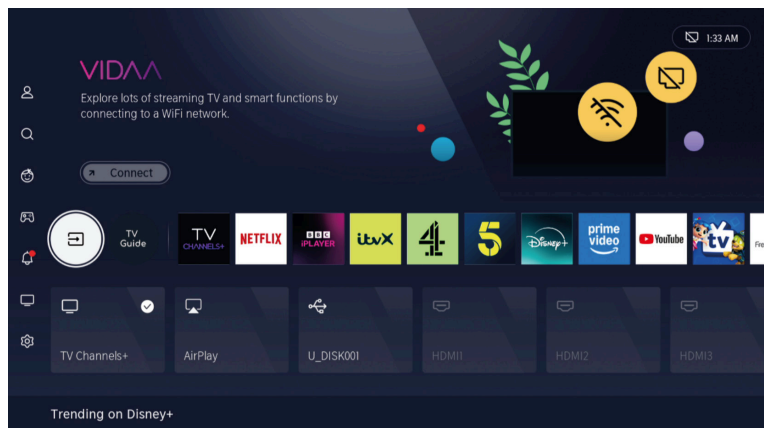 1:33 AM
VIDAA
Explore lots of streaming TV and smart functions by
connecting to a WiFi network.
Connect
TV
Guide
TV
CHANNELS+
NETFLIX
BBC
iPLAYER
itvX
4
5
Disney+
prime
video
YouTube
tv
Fre
TV Channels+
AirPlay
U_DISK001
HDMI1
HDMI2
HDMI3
Trending on Disney+